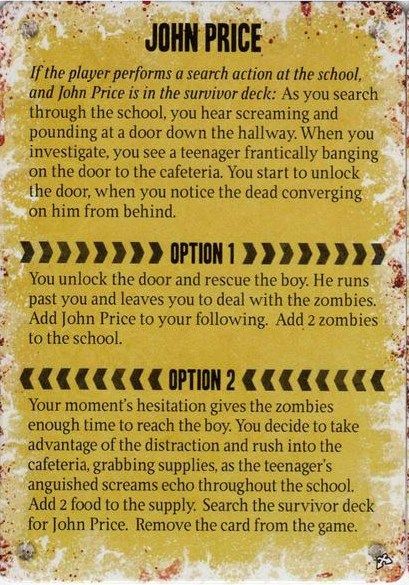 JOHN PRICE
If the player performs a search action at the school,
and John Price is in the survivor deck: As you search
through the school, you hear screaming and
pounding at a door down the hallway. When you
investigate, you see a teenager frantically banging
on the door to the cafeteria. You start to unlock
the door, when you notice the dead converging
on him from behind.
OPTION 1
You unlock the door and rescue the boy. He runs
past you and leaves you to deal with the zombies.
Add John Price to your following. Add 2 zombies
to the school.
OPTION 2
Your moment's hesitation gives the zombies
enough time to reach the boy. You decide to take
advantage of the distraction and rush into the
cafeteria, grabbing supplies, as the teenager's
anguished screams echo throughout the school.
Add 2 food to the supply. Search the survivor deck
for John Price. Remove the card from the game.